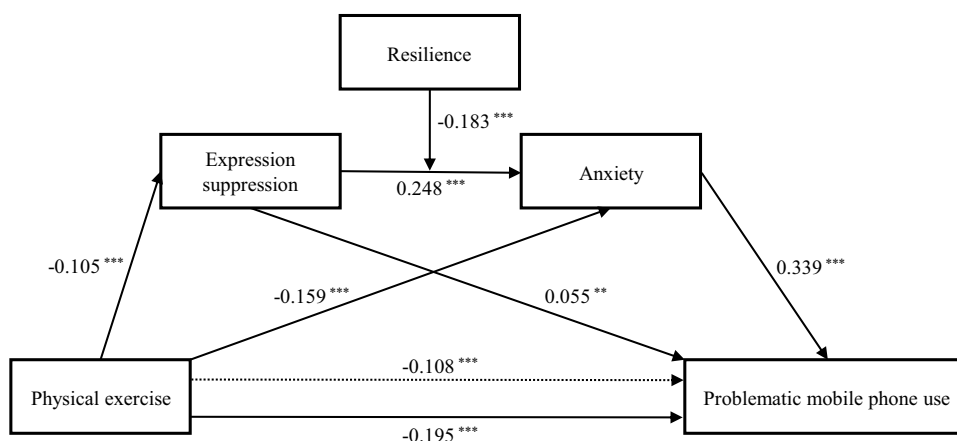 Resilience
-0.183 ***
Expression
suppression
0.248 ***
Anxiety
-0.105 ***
-0.159 ***
0.055 **
0.339 ***
Physical exercise
-0.108 ***
-0.195 ***
Problematic mobile phone use